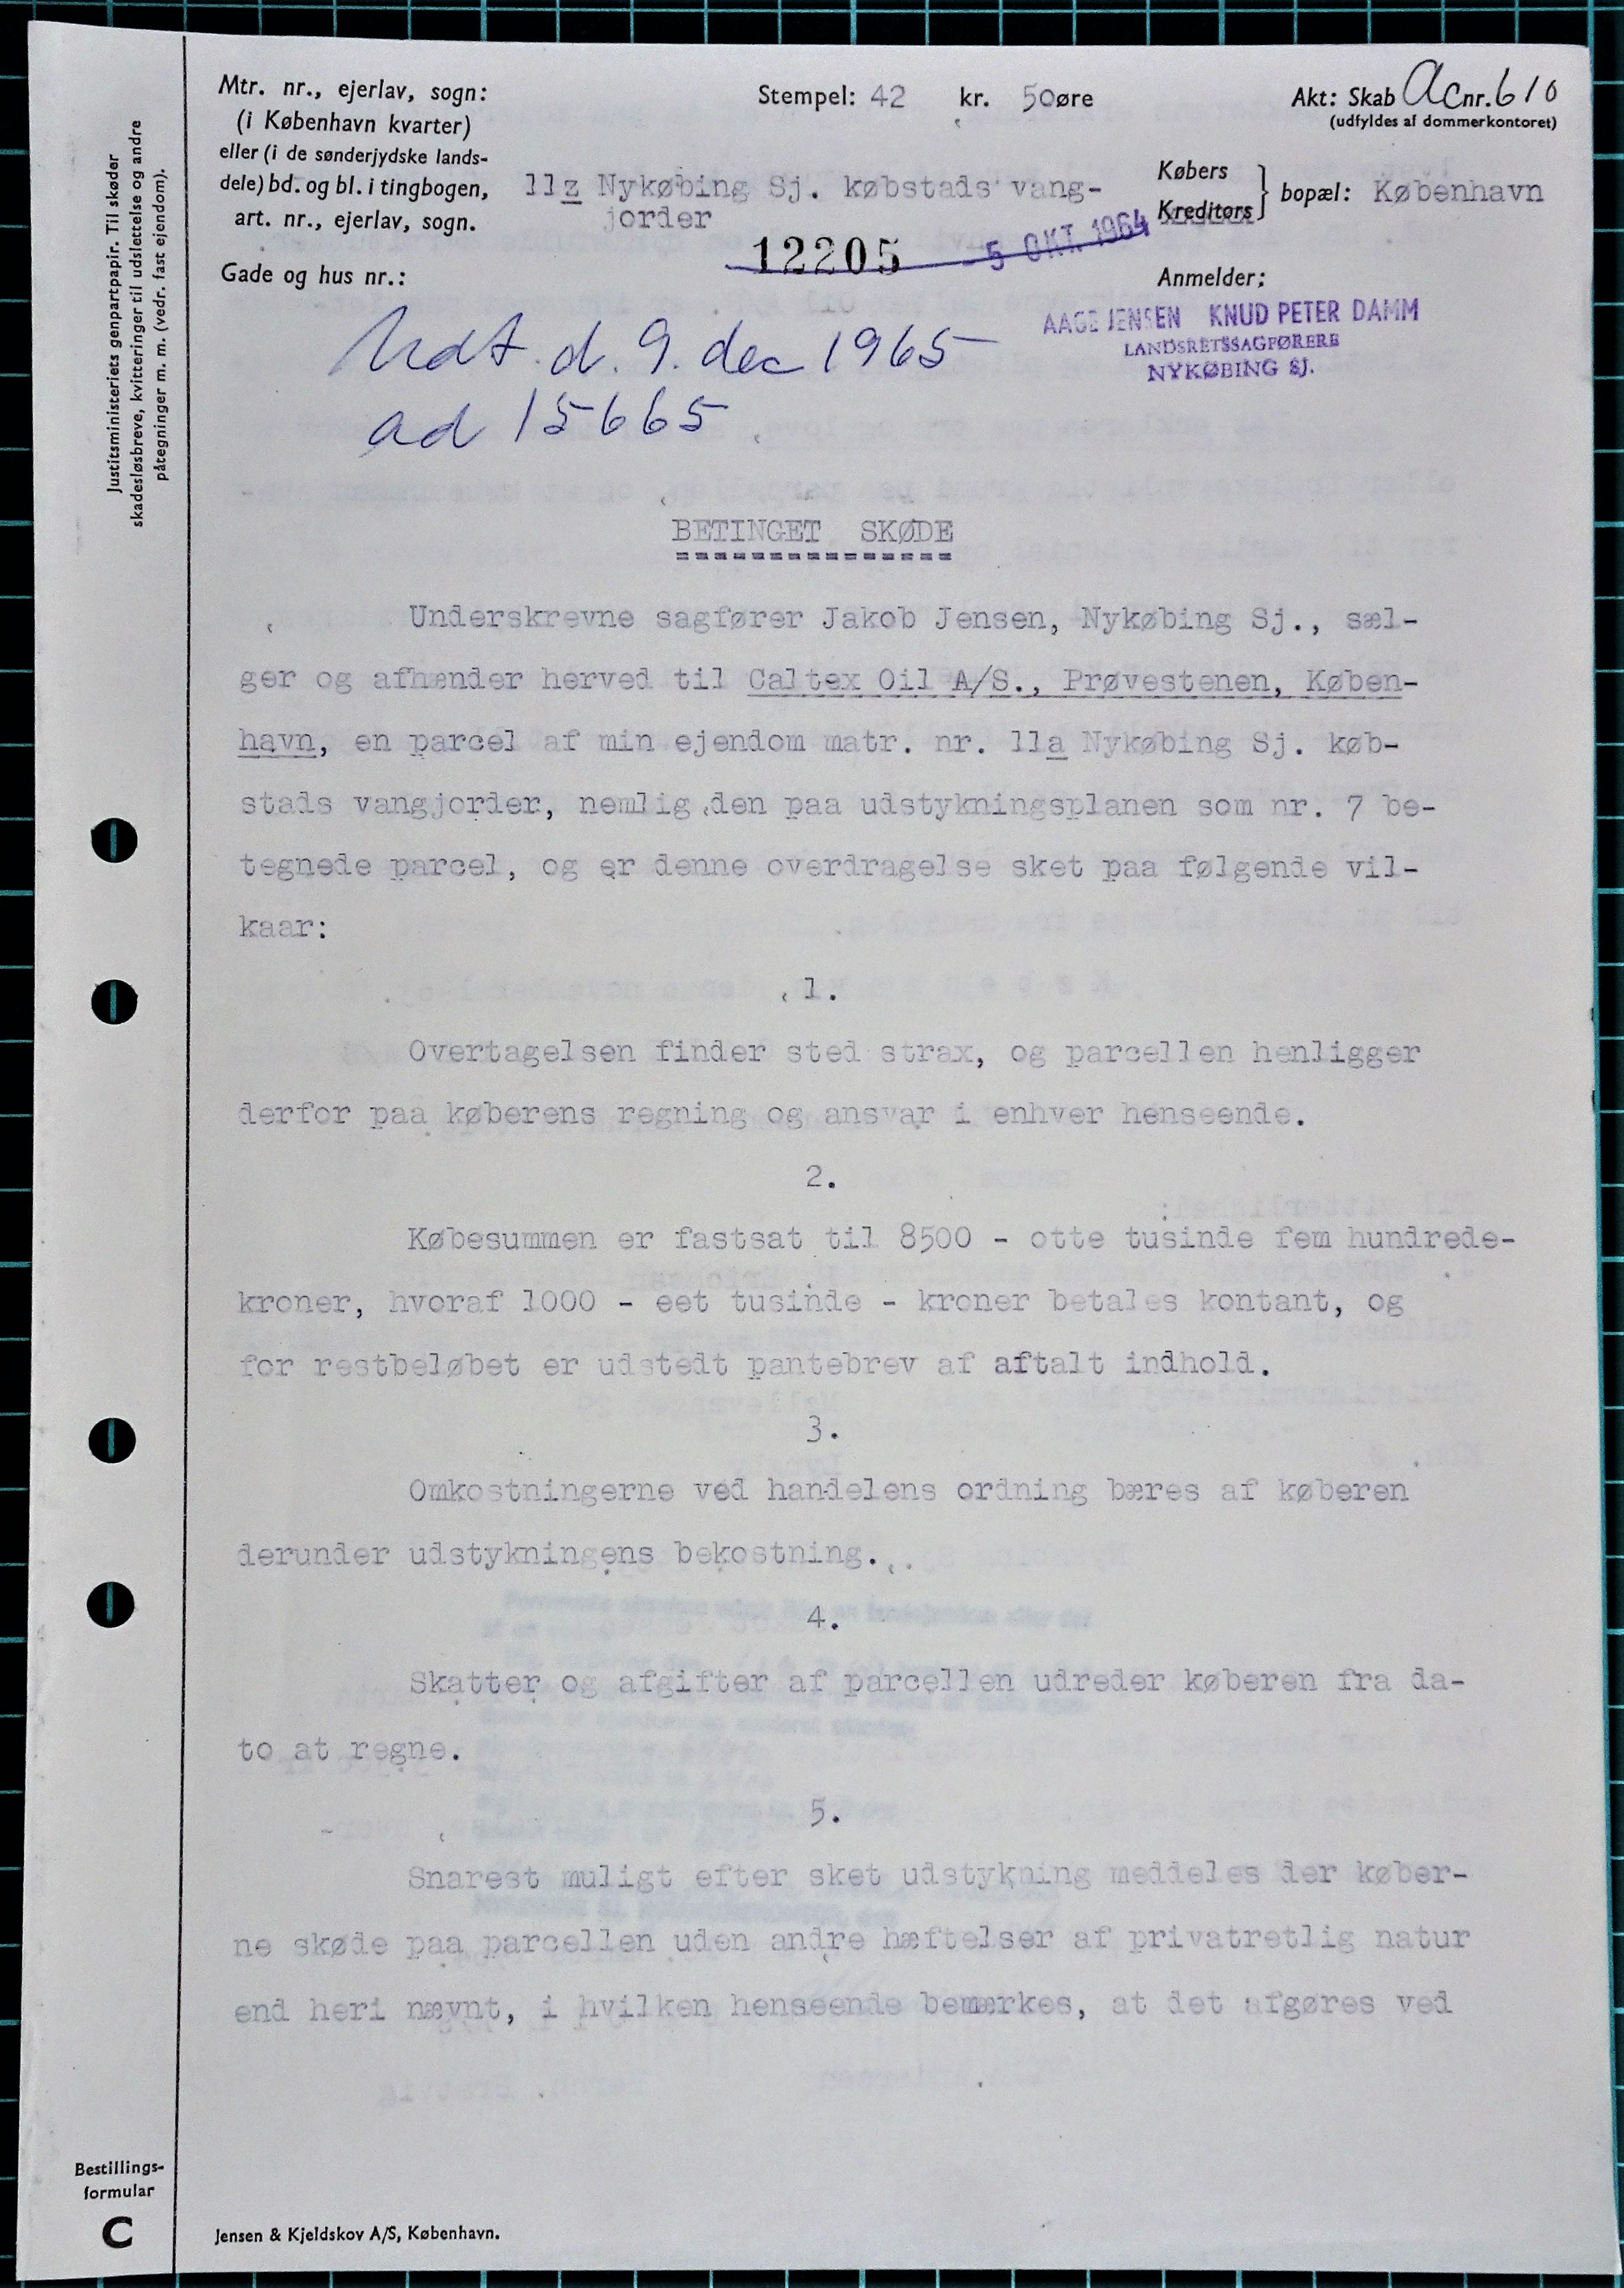 Justitsministeriets genpartpapir. Til skøder
skadesløsbreve, kvitteringer til udslettelse og andre
påtegninger m. m. (vedr. fast ejendom).
Mtr. nr., ejerlav, sogn:
(i København kvarter)
eller (i de sønderjydske lands-
dele) bd. og bl. i tingbogen,
art. nr., ejerlav, sogn.
Gade og hus nr.:
Stempel: 42 kr. 50 øre
Akt: Skab A c nr. 610
(udfyldes af dommerkontoret)
11z Nykøbing Sj. købstads vang-
jorder
Købers
Kreditors
bopæl: København
12205 - 5 OKT. 1964
Anmelder:
AAGE JENSEN KNUD PETER DAMM
LANDSRETSSAGFØRERE
NYKØBING SJ.
Udt. d. 9. dec 1965
ad 15665
BETINGET SKØDE
Underskrevne sagfører Jakob Jensen, Nykøbing Sj., sæl-
ger og afhænder herved til Caltex Oil A/S., Prøvestenen, Køben-
havn, en parcel af min ejendom matr. nr. 11a Nykøbing Sj. køb-
stads vangjorder, nemlig den paa udstykningsplanen som nr. 7 be-
tegnede parcel, og er denne overdragelse sket paa følgende vil-
kaar:
1.
Overtagelsen finder sted strax, og parcellen henligger
derfor paa køberens regning og ansvar i enhver henseende.
2.
Købesummen er fastsat til 8500 - otte tusinde fem hundrede-
kroner, hvoraf 1000 - eet tusinde - kroner betales kontant, og
for restbeløbet er udstedt pantebrev af aftalt indhold.
3.
Omkostningerne ved handelens ordning bæres af køberen
derunder udstykningens bekostning.
4.
Skatter og afgifter af parcellen udreder køberen fra da-
to at regne.
5.
Snarest muligt efter sket udstykning meddeles der køber-
ne skøde paa parcellen uden andre hæftelser af privatretlig natur
end heri nævnt, i hvilken henseende bemærkes, at det afgøres ved
Bestillings-
formular
C
Jensen & Kjeldskov A/S, København.